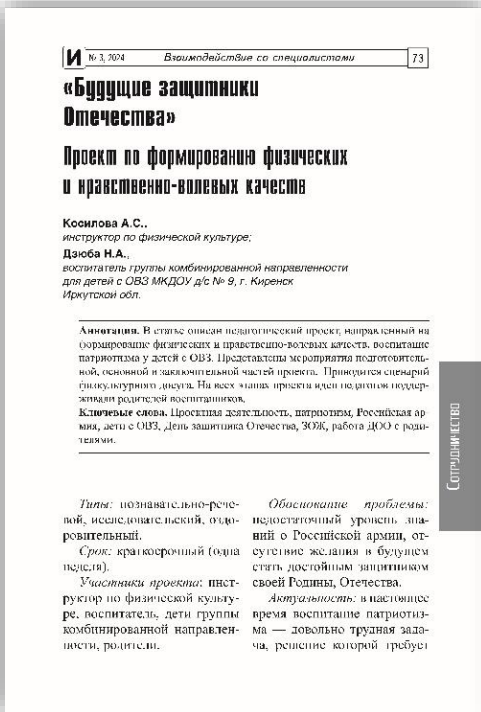 И № 3, 2024 Взаимодействие со специалистами 73
«Будущие защитники
Отечества»
Проект по формированию физических
и нравственно-волевых качеств
Косилова А.С.,
инструктор по физической культуре;
Дзюба Н.А.,
воспитатель группы комбинированной направленности
для детей с ОВЗ МКДОУ д/с № 9, г. Киренск
Иркутской обл.
Аннотация. В статье описан педагогический проект, направленный на
формирование физических и нравственно-волевых качеств, воспитание
патриотизма у детей с ОВЗ. Представлены мероприятия подготовитель-
ной, основной и заключительной частей проекта. Приводится сценарий
физкультурного досуга. На всех этапах проекта идеи педагогов поддер-
живали родителей воспитанников.
Ключевые слова. Проектная деятельность, патриотизм, Российская ар-
мия, дети с ОВЗ, День защитника Отечества, ЗОЖ, работа ДОО с роди-
телями.
Типы: познавательно-рече-
вой, исследовательский, оздо-
ровительный.
Срок: краткосрочный (одна
неделя).
Участники проекта: инст-
руктор по физической культу-
ре, воспитатель, дети группы
комбинированной направлен-
ности, родители.
Обоснование проблемы:
недостаточный уровень зна-
ний о Российской армии, от-
сутствие желания в будущем
стать достойным защитником
своей Родины, Отечества.
Актуальность: в настоящее
время воспитание патриотиз-
ма — довольно трудная зада-
ча, решение которой требует
Сотрудничество